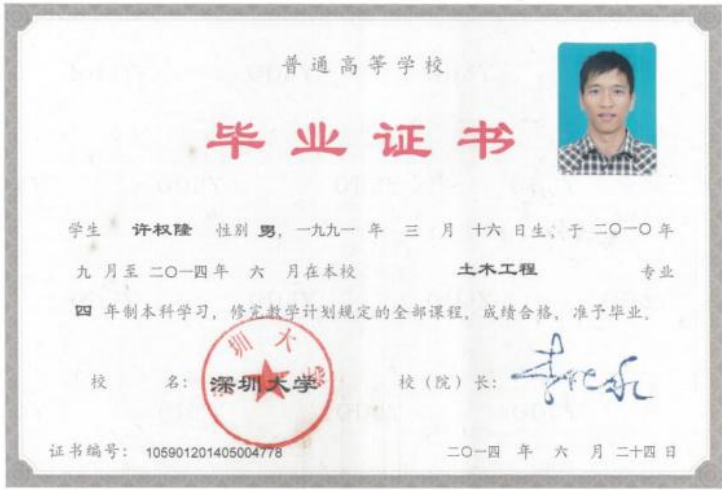 普通高等学校
毕业证书
学生 许权隆 性别 男，一九九一 年 三 月 十六 日生，于 二〇一〇 年
九 月至 二〇一四 年 六 月在本校 土木工程 专业
四 年制本科学习，修完教学计划规定的全部课程，成绩合格，准予毕业。
校 名：深圳大学 校（院）长：
证书编号：105901201405004778 二〇一四 年 六 月 二十四 日